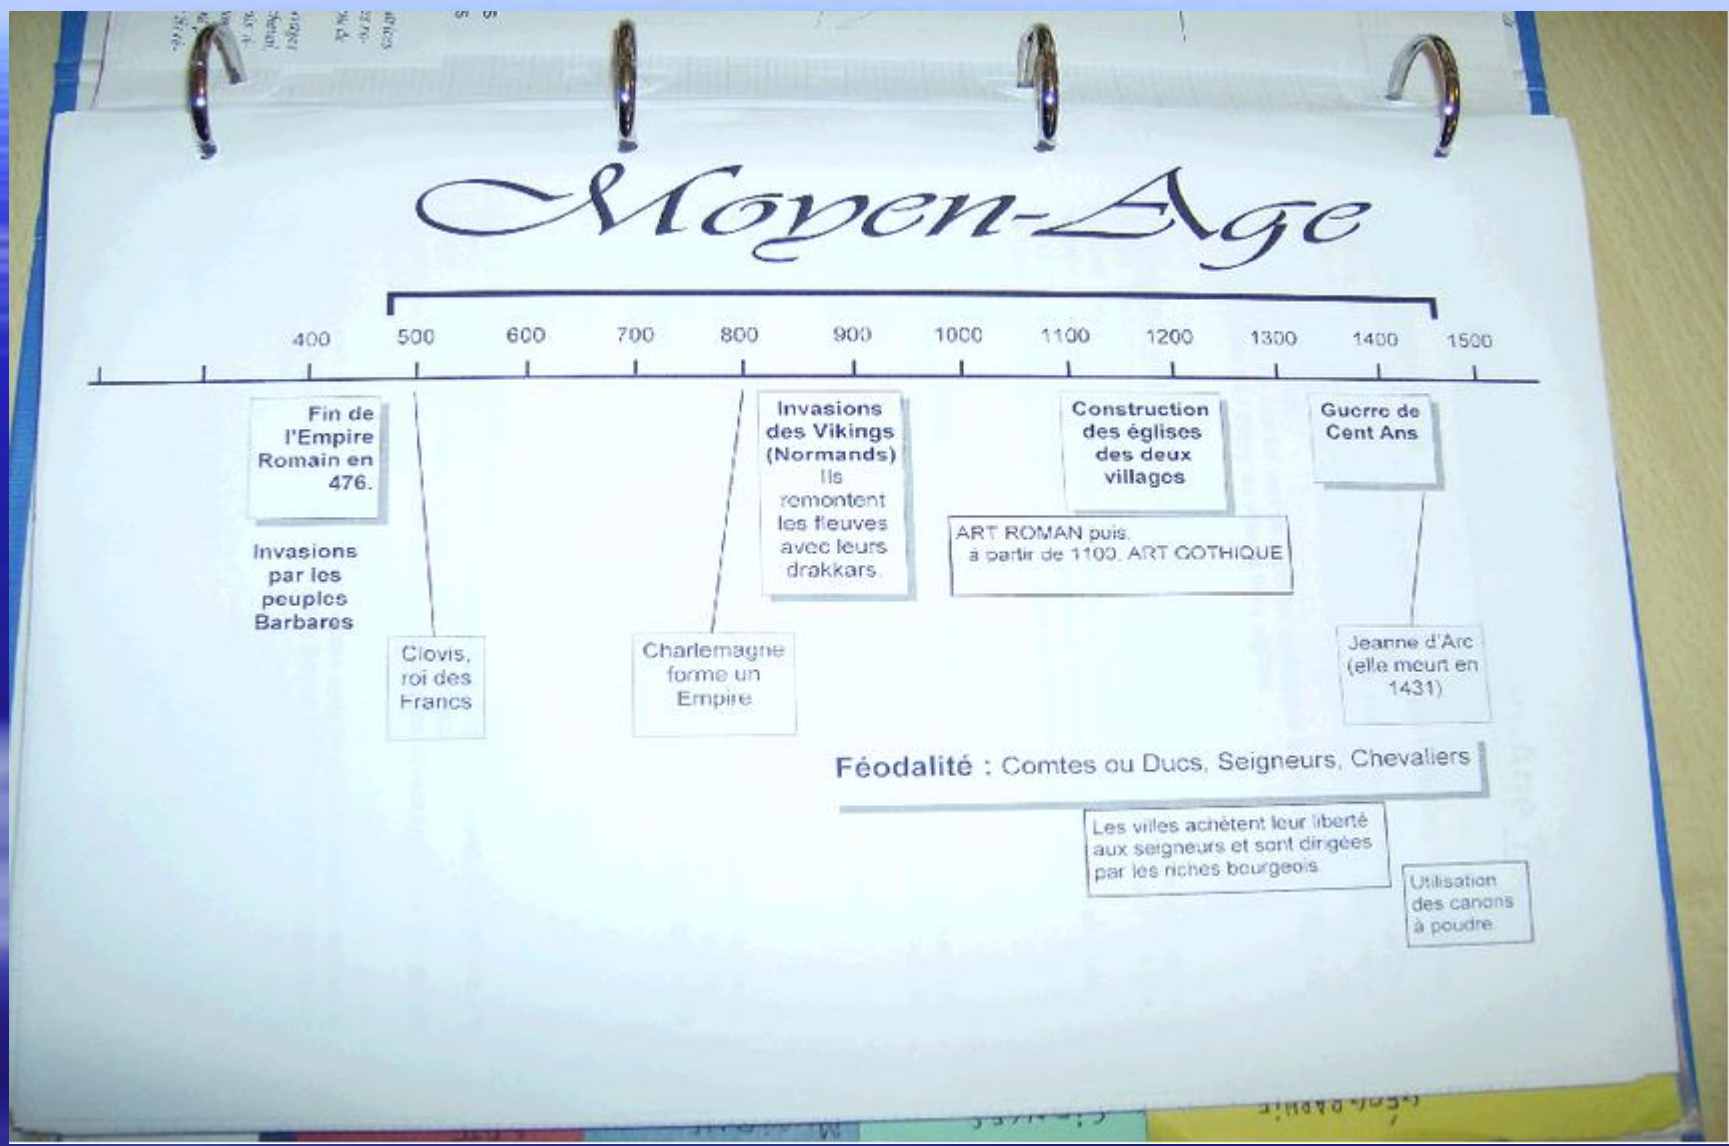 Moyen-Age
400 500 600 700 800 900 1000 1100 1200 1300 1400 1500
Fin de
l'Empire
Romain en
476.
Invasions
par les
peuples
Barbares
Clovis,
roi des
Francs
Charlemagne
forme un
Empire
Invasions
des Vikings
(Normands)
Ils
remontent
les fleuves
avec leurs
drakkars.
Construction
des églises
des deux
villages
ART ROMAN puis,
à partir de 1100, ART GOTHIQUE
Guerre de
Cent Ans
Jeanne d'Arc
(elle meurt en
1431)
Féodalité : Comtes ou Ducs, Seigneurs, Chevaliers
Les villes achètent leur liberté
aux seigneurs et sont dirigées
par les riches bourgeois.
Utilisation
des canons
à poudre.